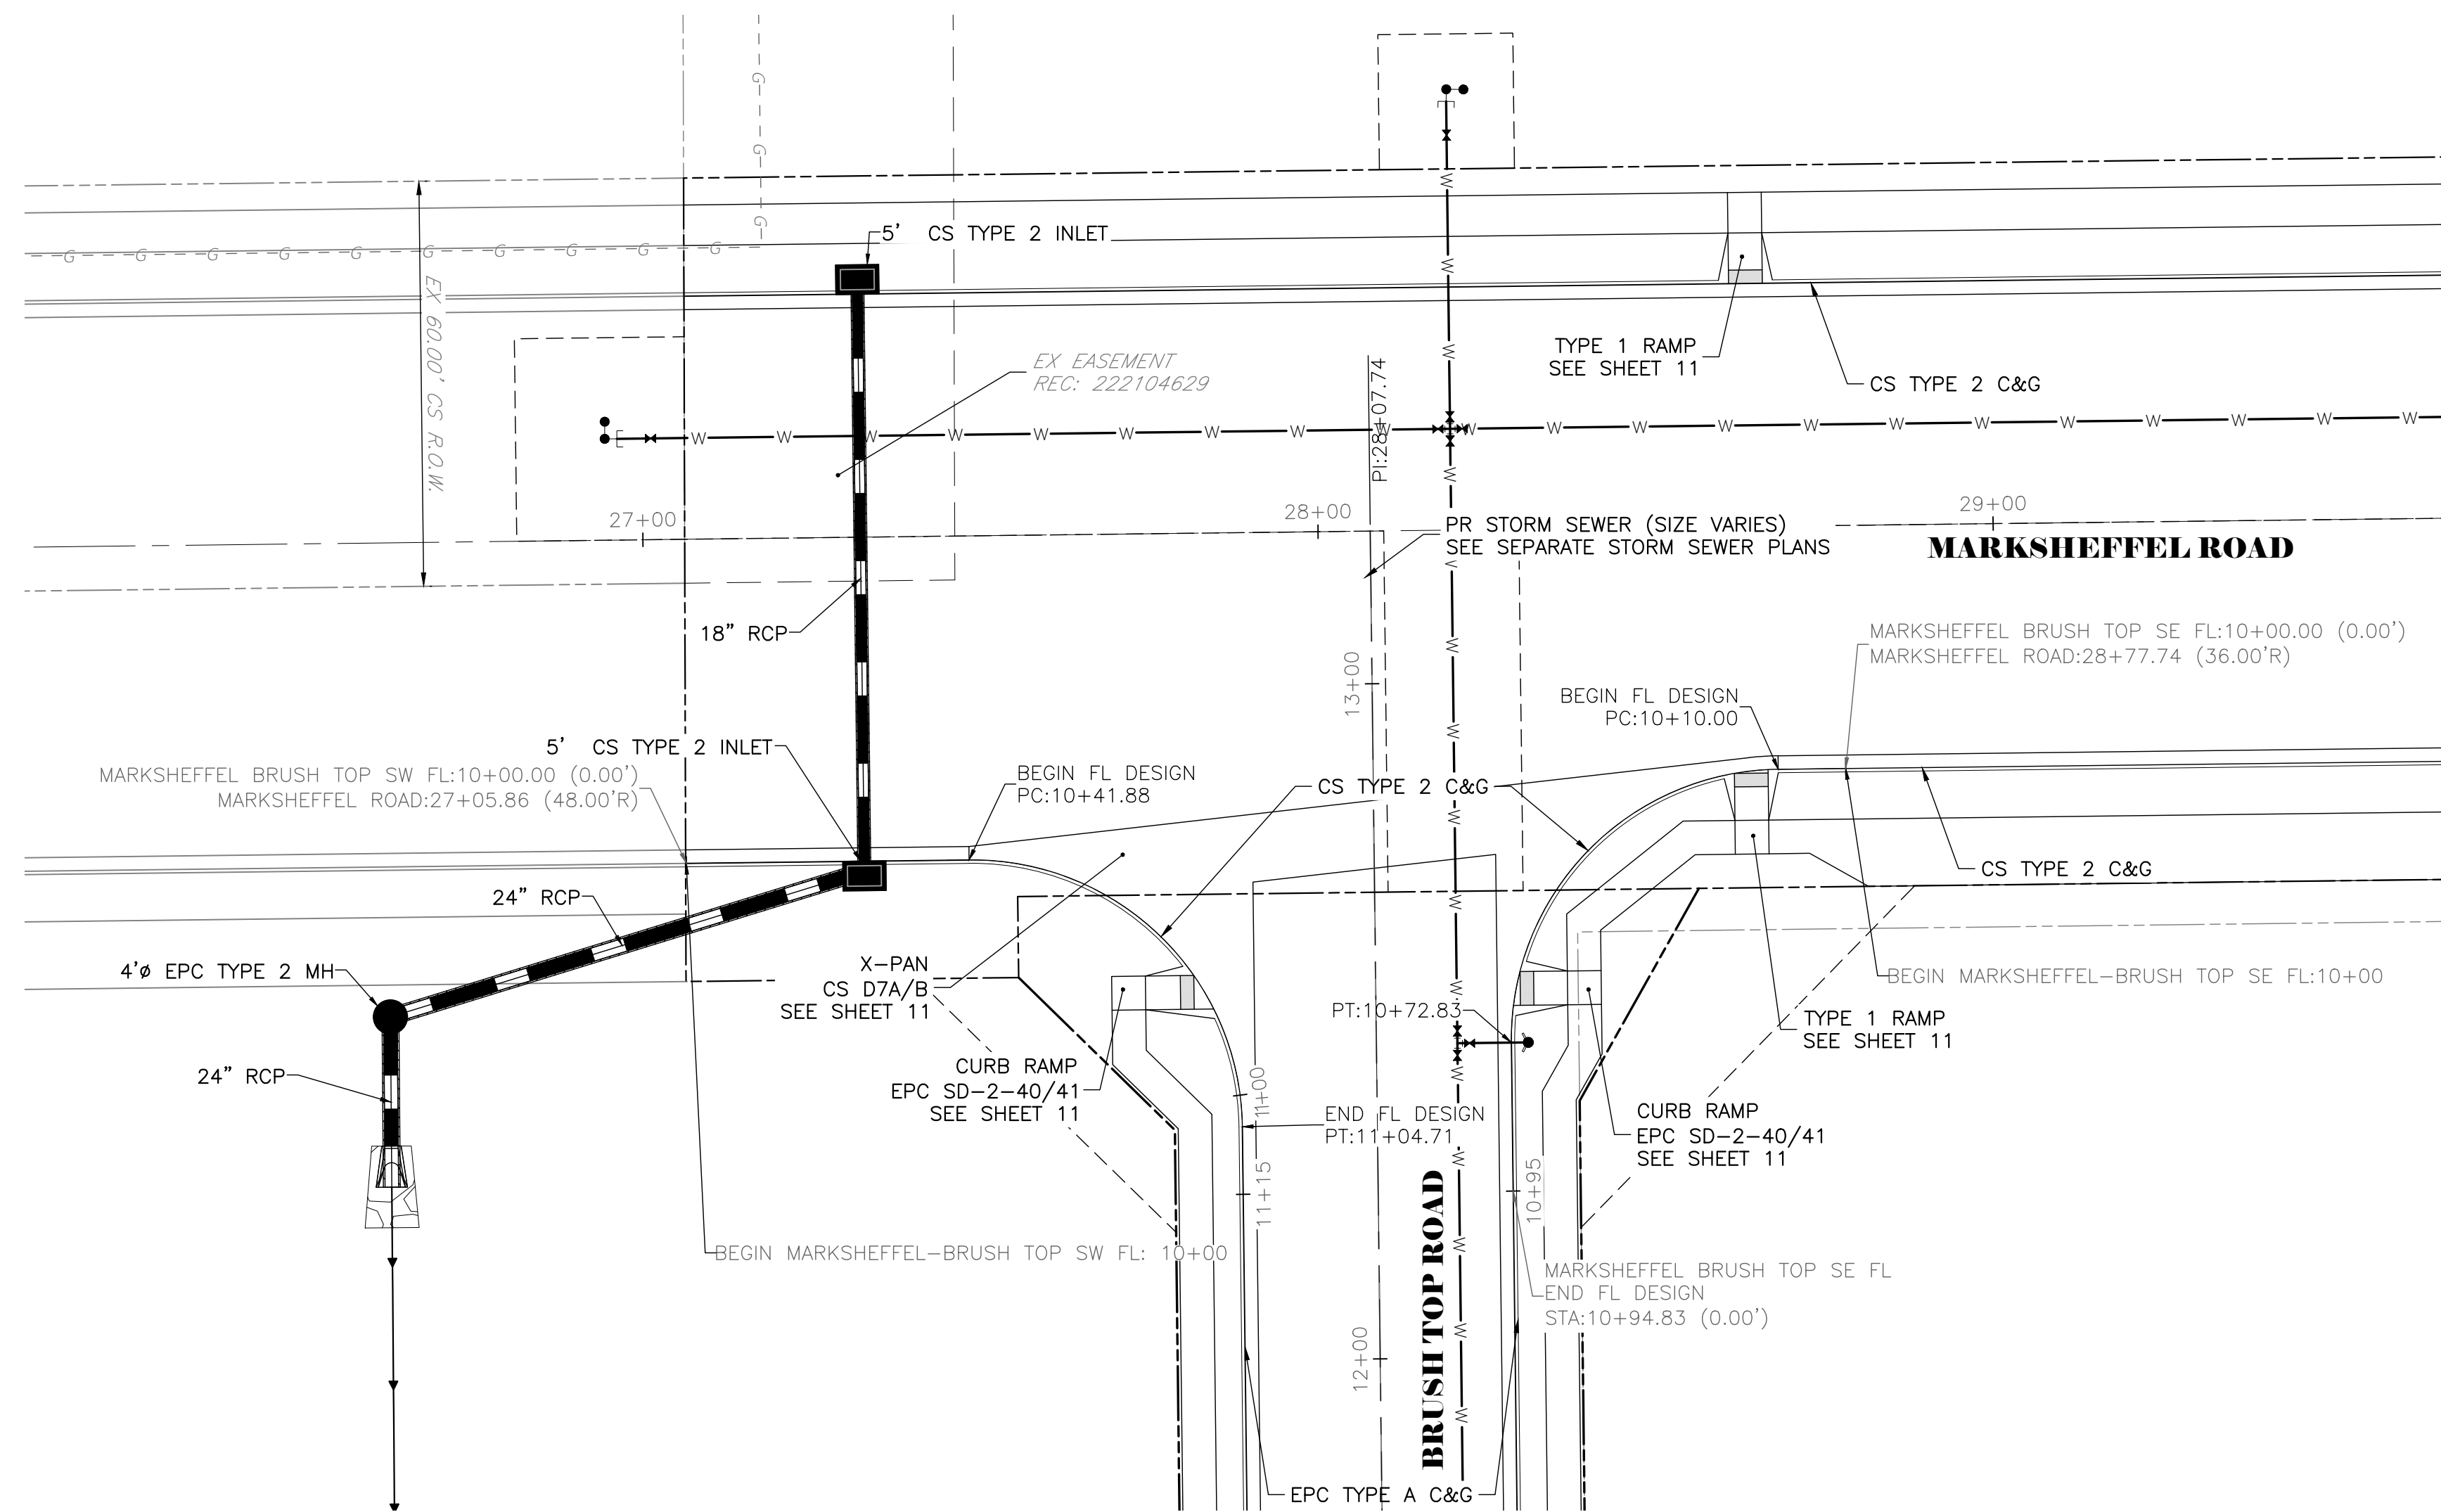 5' CS TYPE 2 INLET
EX 60.00' CS R.O.W.
EX EASEMENT
REC: 222104629
TYPE 1 RAMP
SEE SHEET 11
CS TYPE 2 C&G
PI:28+07.74
27+00
28+00
29+00
PR STORM SEWER (SIZE VARIES)
SEE SEPARATE STORM SEWER PLANS
MARKSHEFFEL ROAD
18" RCP
13+00
MARKSHEFFEL BRUSH TOP SE FL:10+00.00 (0.00')
MARKSHEFFEL ROAD:28+77.74 (36.00'R)
BEGIN FL DESIGN
PC:10+10.00
5' CS TYPE 2 INLET
MARKSHEFFEL BRUSH TOP SW FL:10+00.00 (0.00')
MARKSHEFFEL ROAD:27+05.86 (48.00'R)
BEGIN FL DESIGN
PC:10+41.88
CS TYPE 2 C&G
CS TYPE 2 C&G
24" RCP
4'ø EPC TYPE 2 MH
X-PAN
CS D7A/B
SEE SHEET 11
BEGIN MARKSHEFFEL-BRUSH TOP SE FL:10+00
PT:10+72.83
TYPE 1 RAMP
SEE SHEET 11
24" RCP
CURB RAMP
EPC SD-2-40/41
SEE SHEET 11
11+00
END FL DESIGN
PT:11+04.71
CURB RAMP
EPC SD-2-40/41
SEE SHEET 11
11+15
10+95
BEGIN MARKSHEFFEL-BRUSH TOP SW FL: 10+00
BRUSH TOP ROAD
MARKSHEFFEL BRUSH TOP SE FL
END FL DESIGN
STA:10+94.83 (0.00')
12+00
EPC TYPE A C&G
G G G
G G G G G G G G G G
W W W W W W W W W W W W W W W W W W W W W
W W W W W W W W W W W W W W W